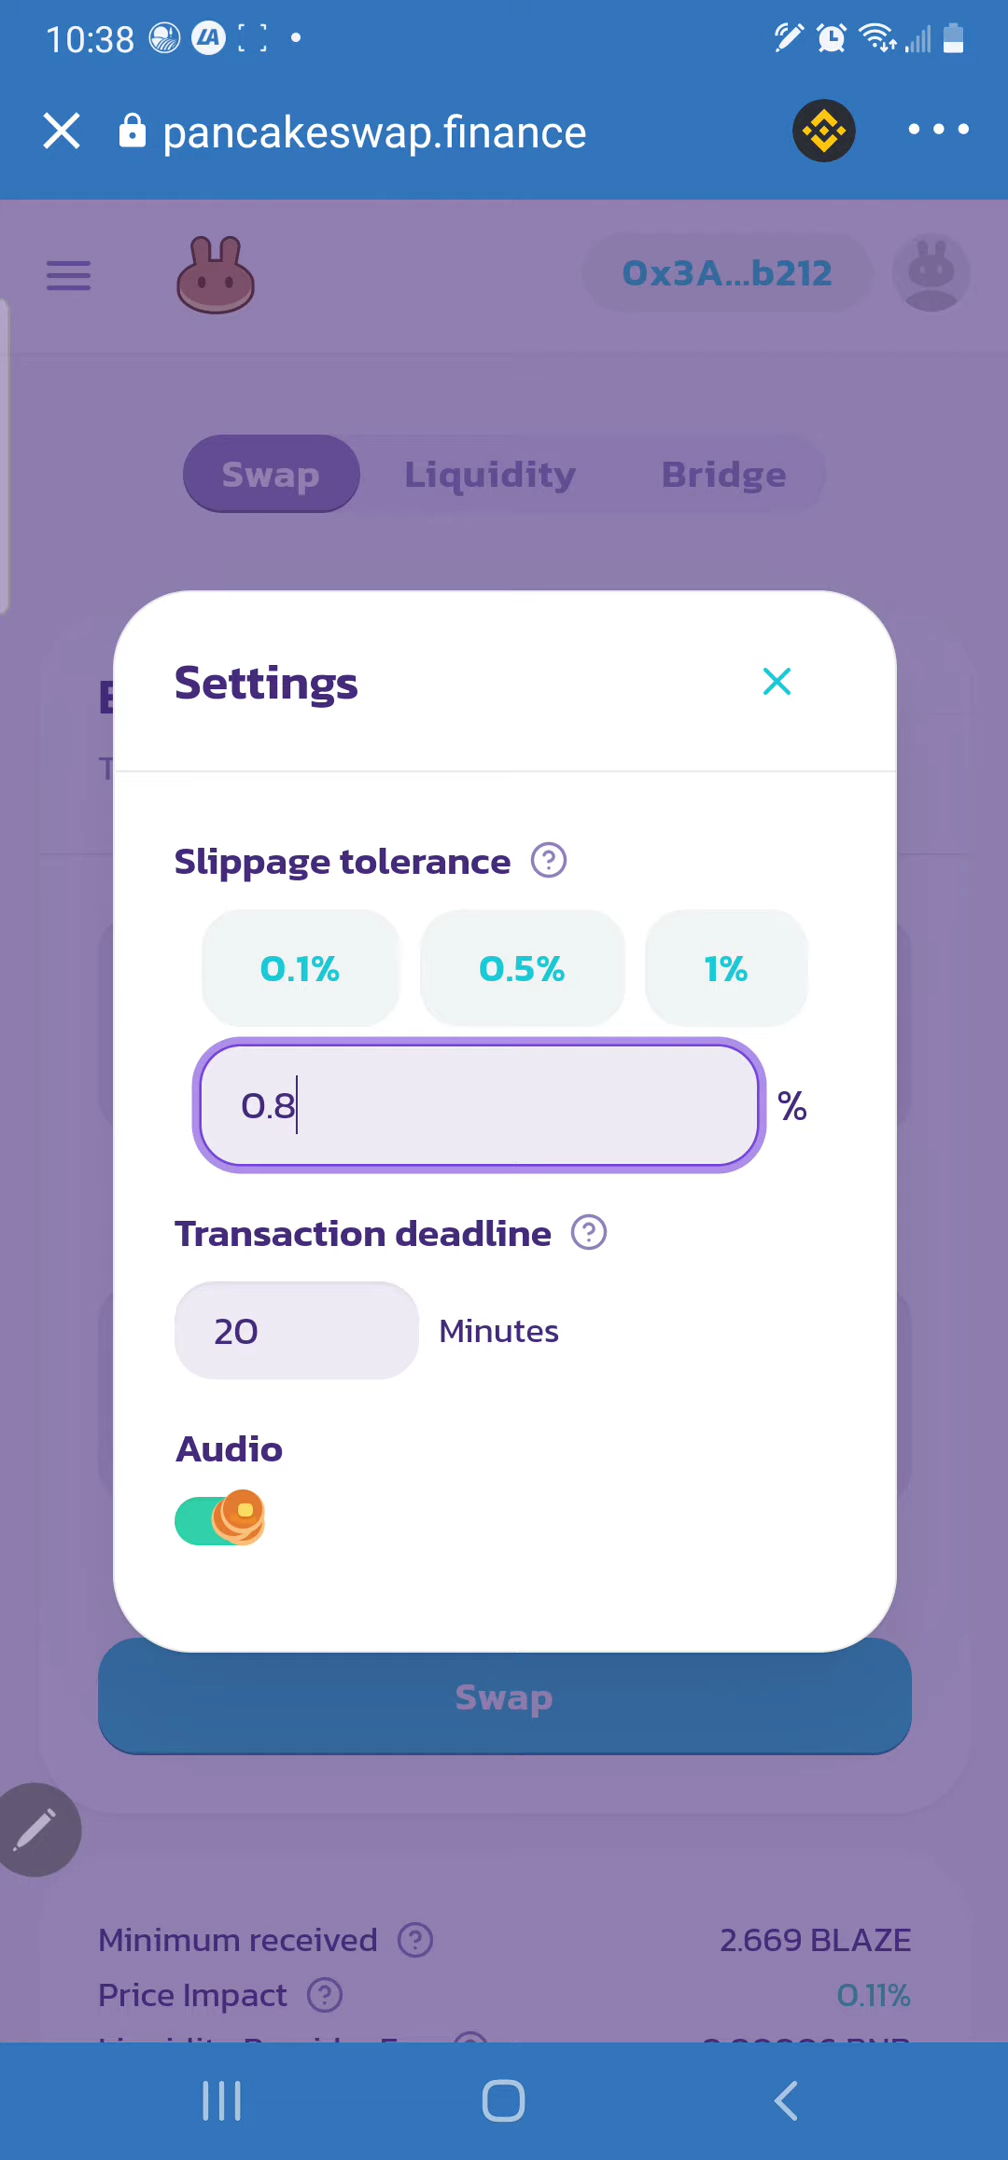 10:38
LA
pancakeswap.finance
0x3A...b212
Swap Liquidity Bridge
Settings
Slippage tolerance ?
0.1% 0.5% 1%
0.8 %
Transaction deadline ?
20 Minutes
Audio
Swap
Minimum received ? 2.669 BLAZE
Price Impact ? 0.11%